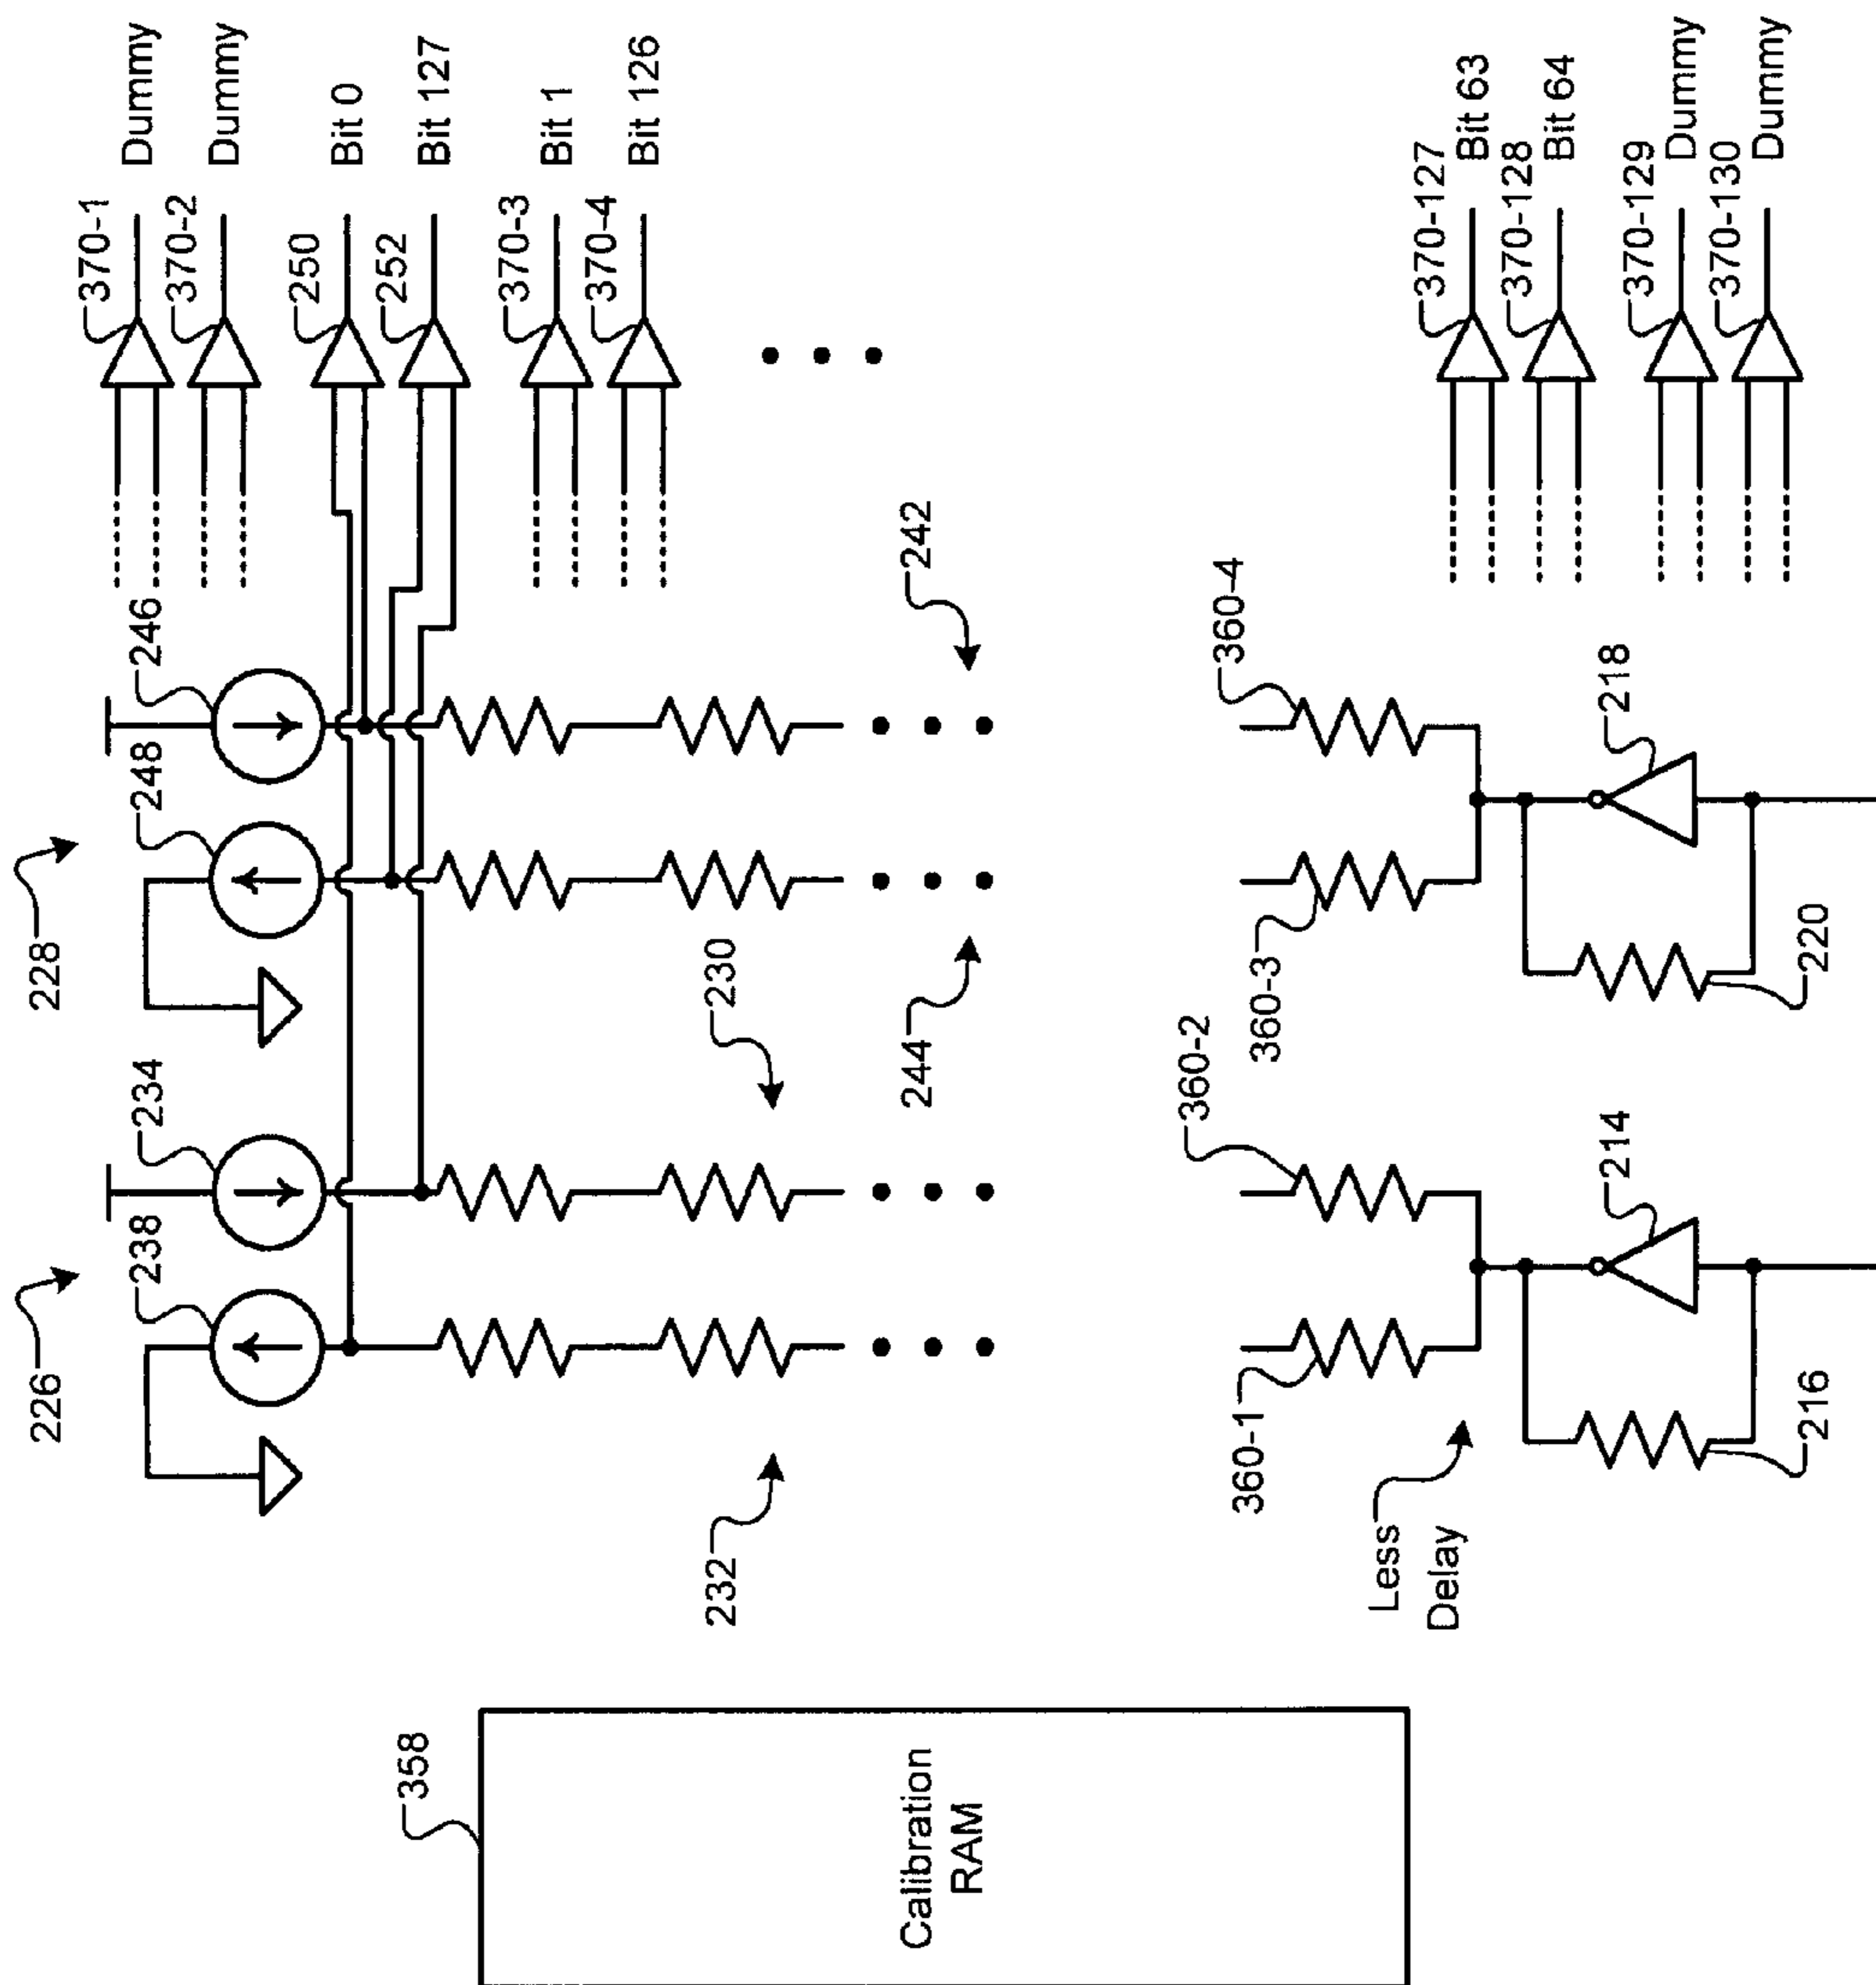 370-1
Dummy
370-2
Dummy
250
Bit 0
252
Bit 127
370-3
Bit 1
370-4
Bit 126
228
226
246
248
234
238
242
230
244
232
358
Calibration
RAM
360-4
360-3
360-2
360-1
218
220
214
216
Less
Delay
370-127
Bit 63
370-128
Bit 64
370-129
Dummy
370-130
Dummy